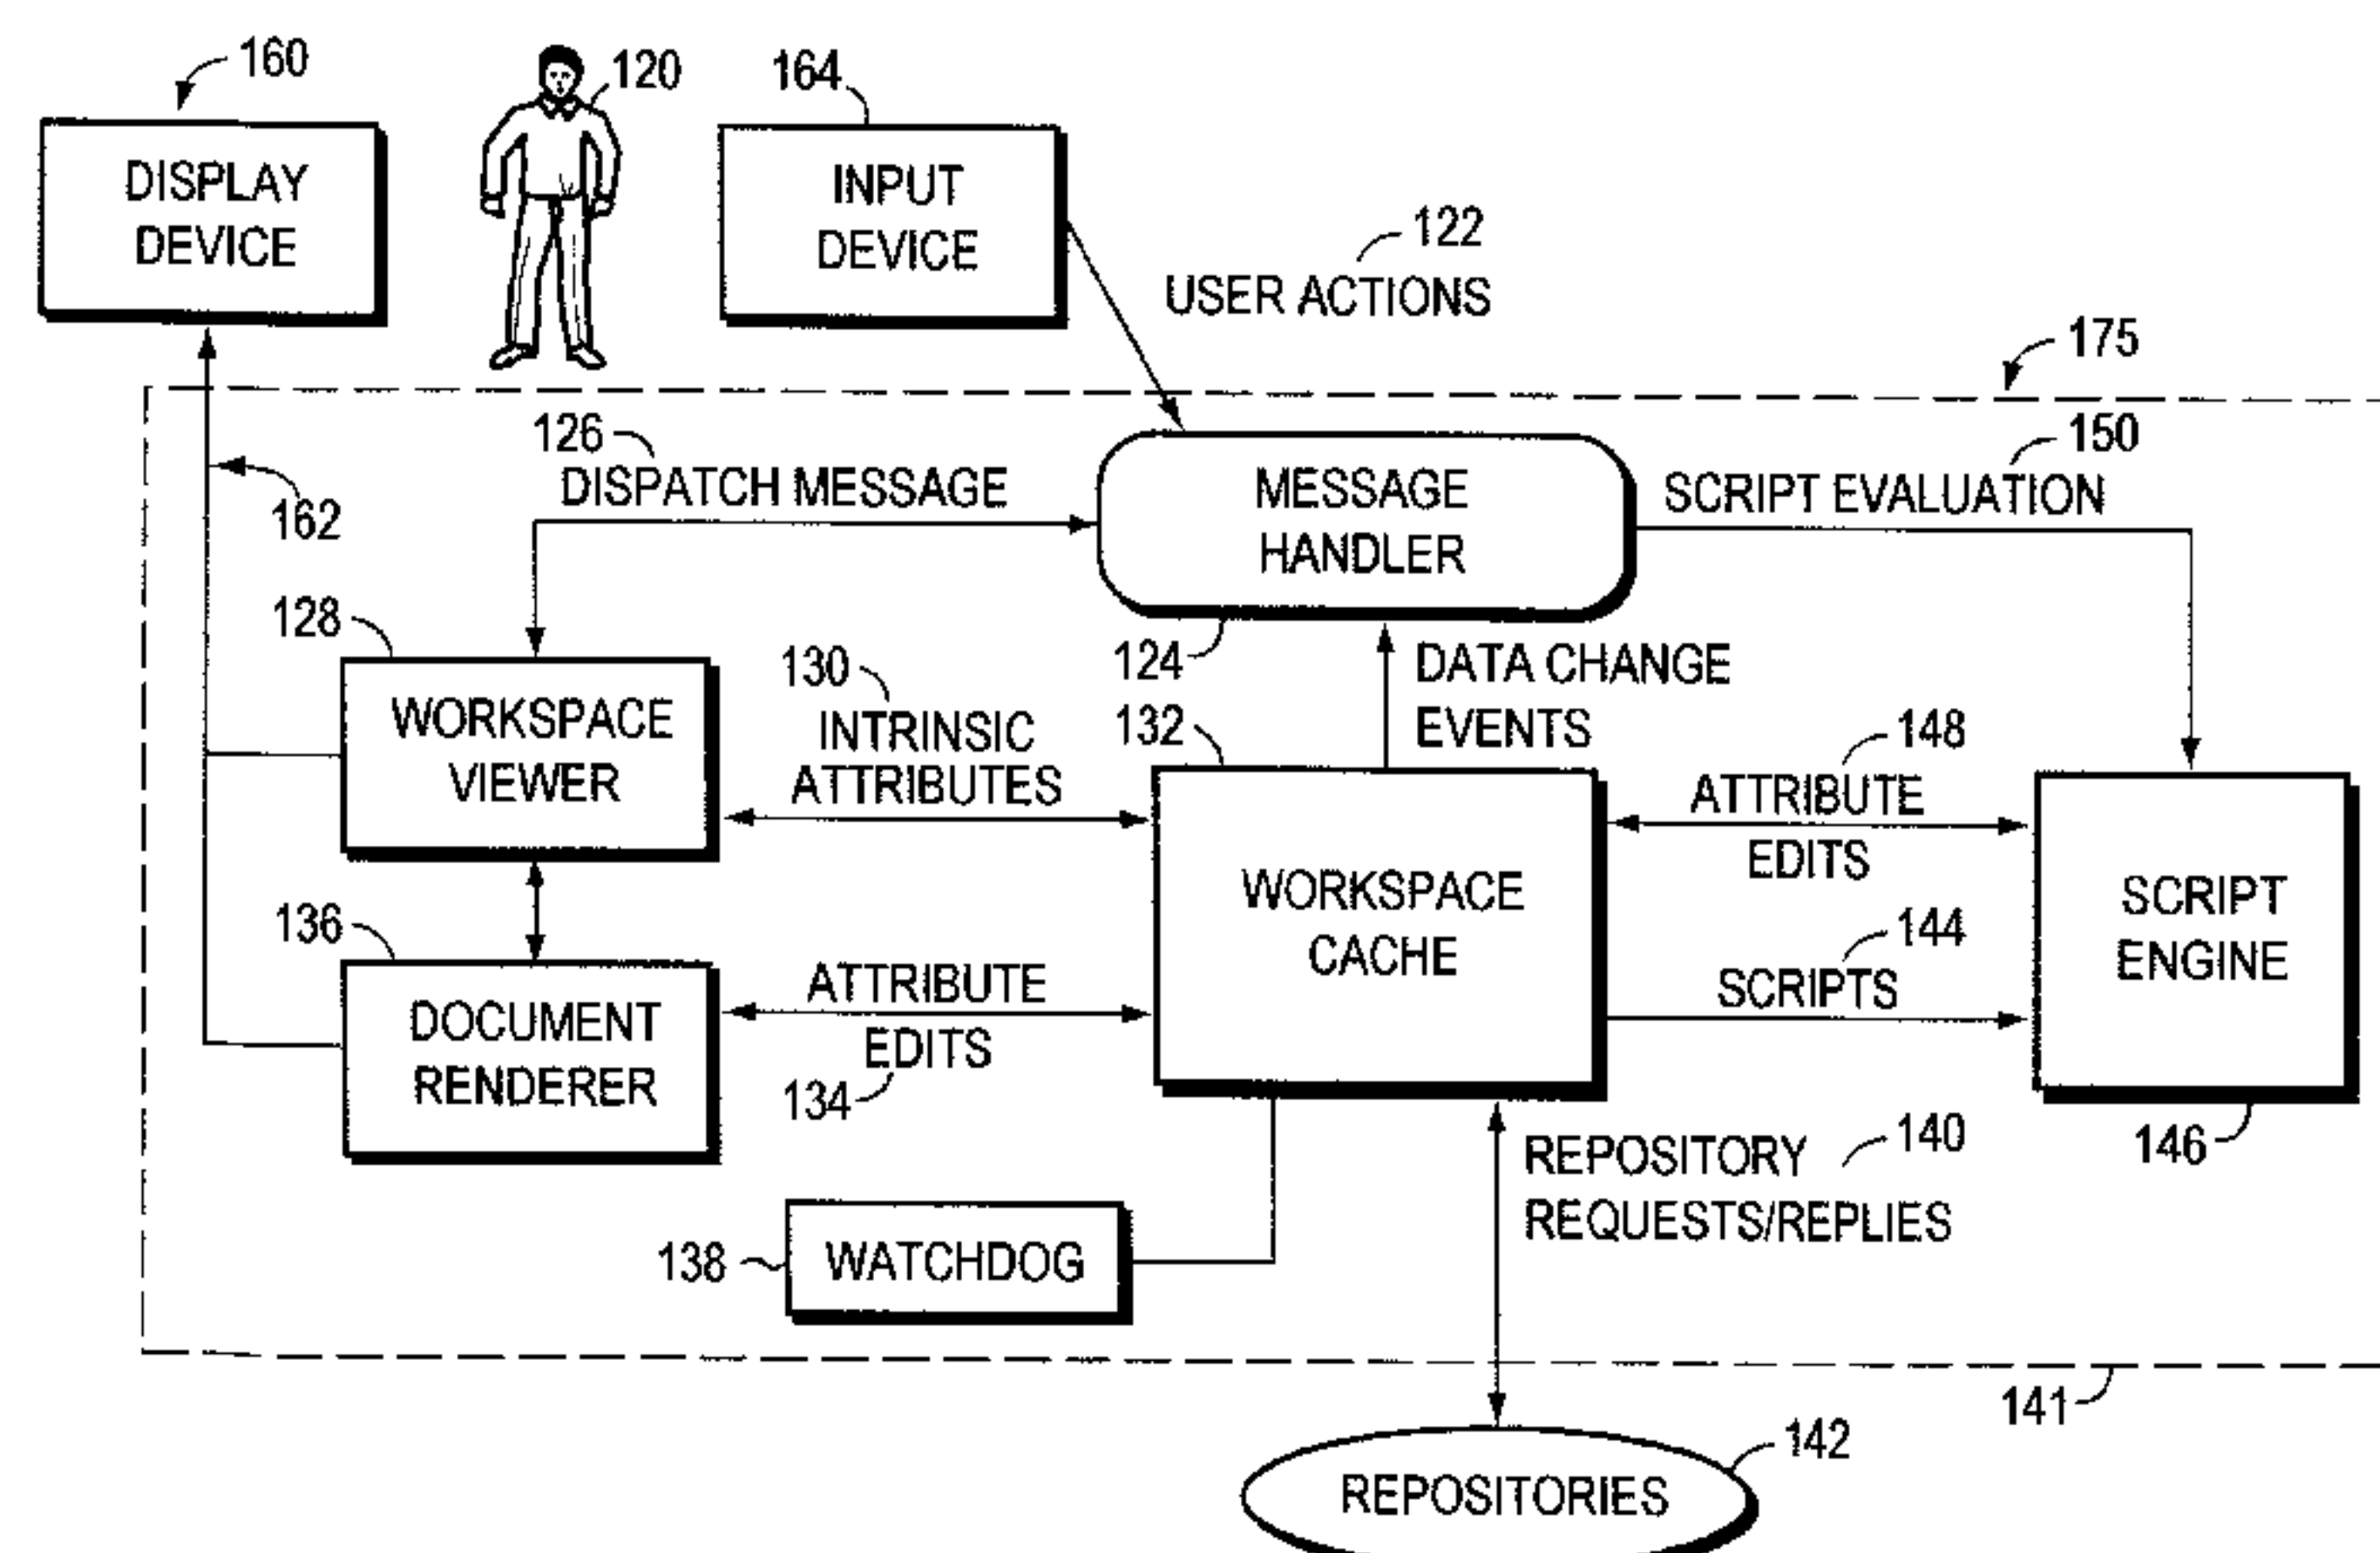 160
120
164
DISPLAY
DEVICE
INPUT
DEVICE
122
USER ACTIONS
175
126
DISPATCH MESSAGE
162
MESSAGE
HANDLER
150
SCRIPT EVALUATION
128
124
DATA CHANGE
EVENTS
WORKSPACE
VIEWER
130
INTRINSIC
ATTRIBUTES
132
148
ATTRIBUTE
EDITS
WORKSPACE
CACHE
SCRIPT
ENGINE
136
144
SCRIPTS
DOCUMENT
RENDERER
ATTRIBUTE
EDITS
134
146
140
REPOSITORY
REQUESTS/REPLIES
138
WATCHDOG
141
142
REPOSITORIES